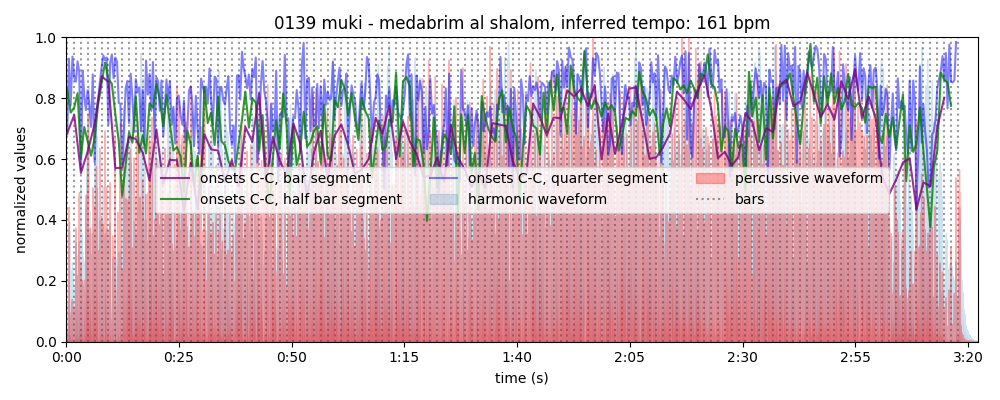 0139 muki - medabrim al shalom, inferred tempo: 161 bpm
normalized values
1.0
0.8
0.6
0.4
0.2
0.0
onsets C-C, bar segment
onsets C-C, half bar segment
onsets C-C, quarter segment
harmonic waveform
percussive waveform
bars
0:00 0:25 0:50 1:15 1:40 2:05 2:30 2:55 3:20
time (s)